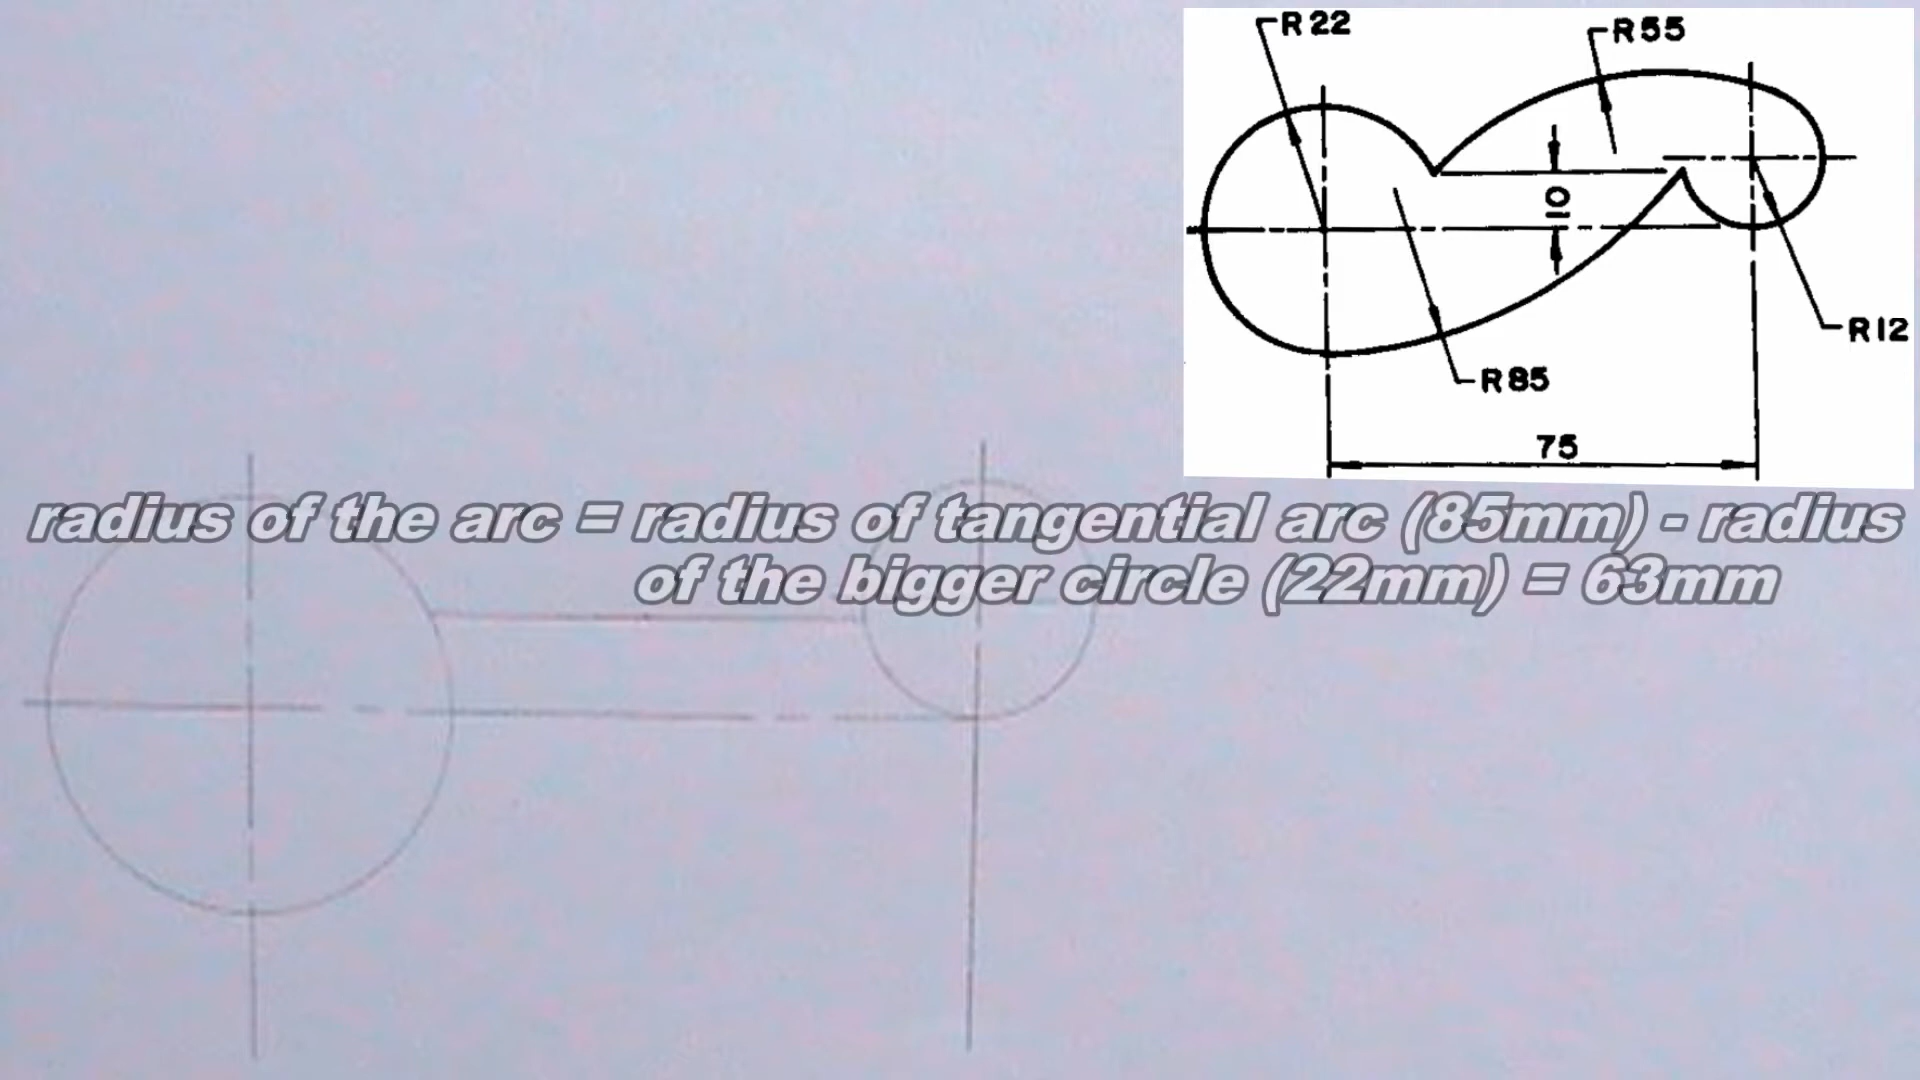 R22
R55
10
R12
R85
75
radius of the arc = radius of tangential arc (85mm) - radius
of the bigger circle (22mm) = 63mm